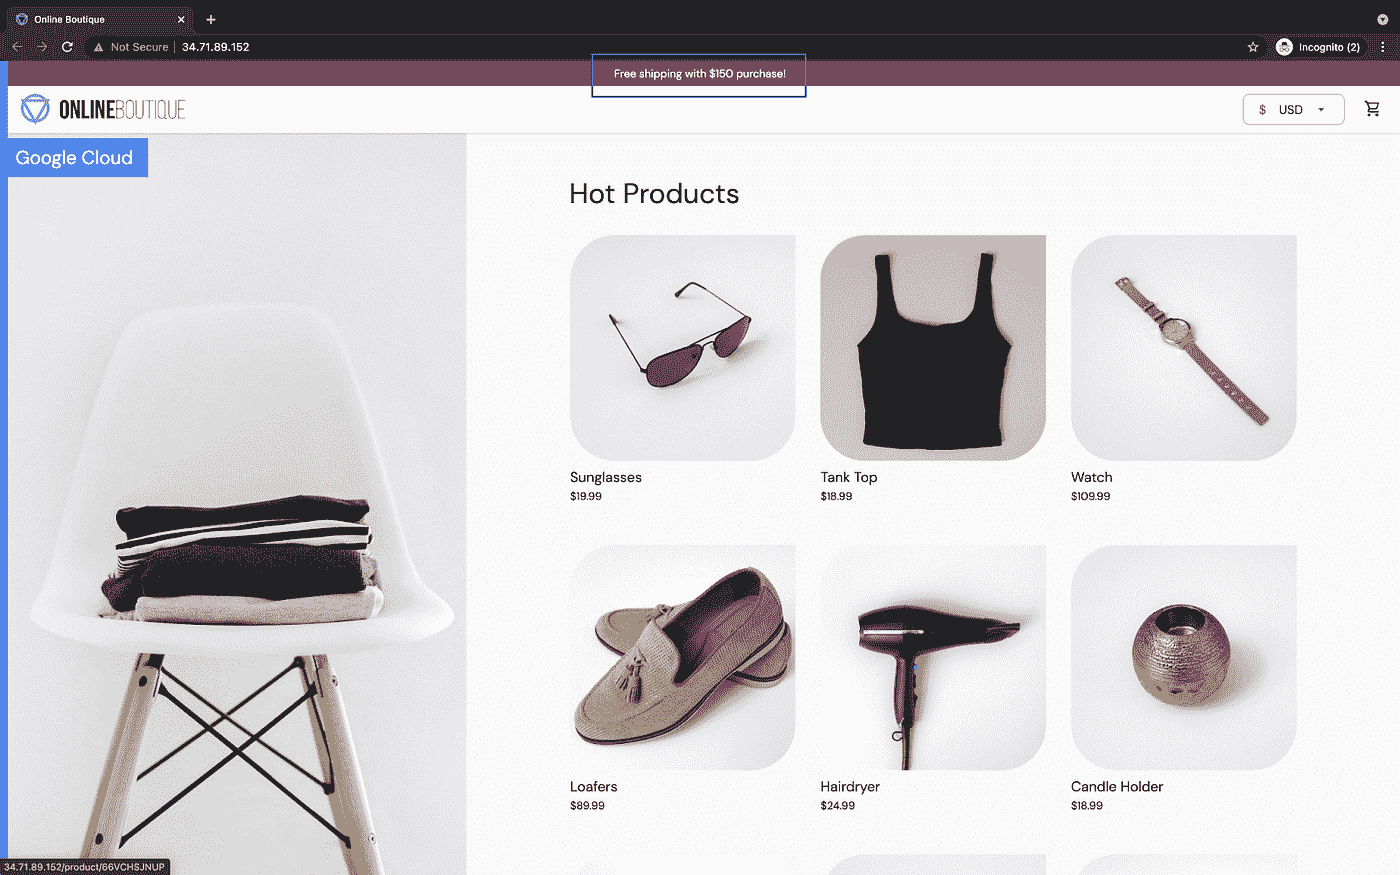 Online Boutique
Not Secure
34.71.89.152
Incognito (2)
Free shipping with $150 purchase!
ONLINEBOUTIQUE
$ USD
Google Cloud
Hot Products
Sunglasses
$19.99
Tank Top
$18.99
Watch
$109.99
Loafers
$89.99
Hairdryer
$24.99
Candle Holder
$18.99
34.71.89.152/product/66VCHSJNUP